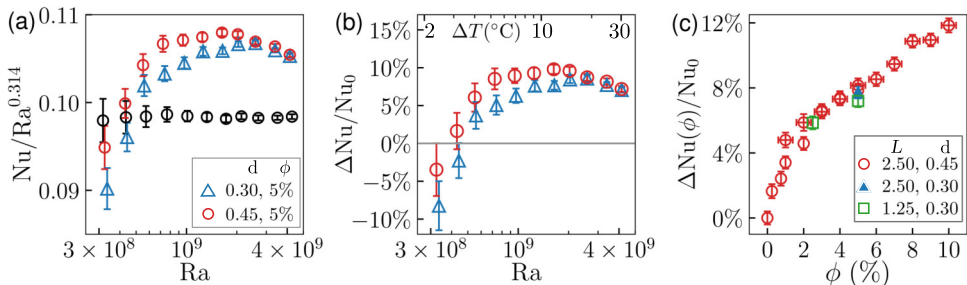 (a)
0.11
0.10
0.09
Nu/Ra^0.314
d ϕ
0.30, 5%
0.45, 5%
3 × 10^8
10^9
4 × 10^9
Ra
(b)
2
ΔT(°C)
10
30
15%
10%
5%
0%
−5%
−10%
ΔNu/Nu₀
3 × 10^8
10^9
4 × 10^9
Ra
(c)
12%
8%
4%
0%
ΔNu(ϕ)/Nu₀
L d
2.50, 0.45
2.50, 0.30
1.25, 0.30
0 2 4 6 8 10
ϕ (%)